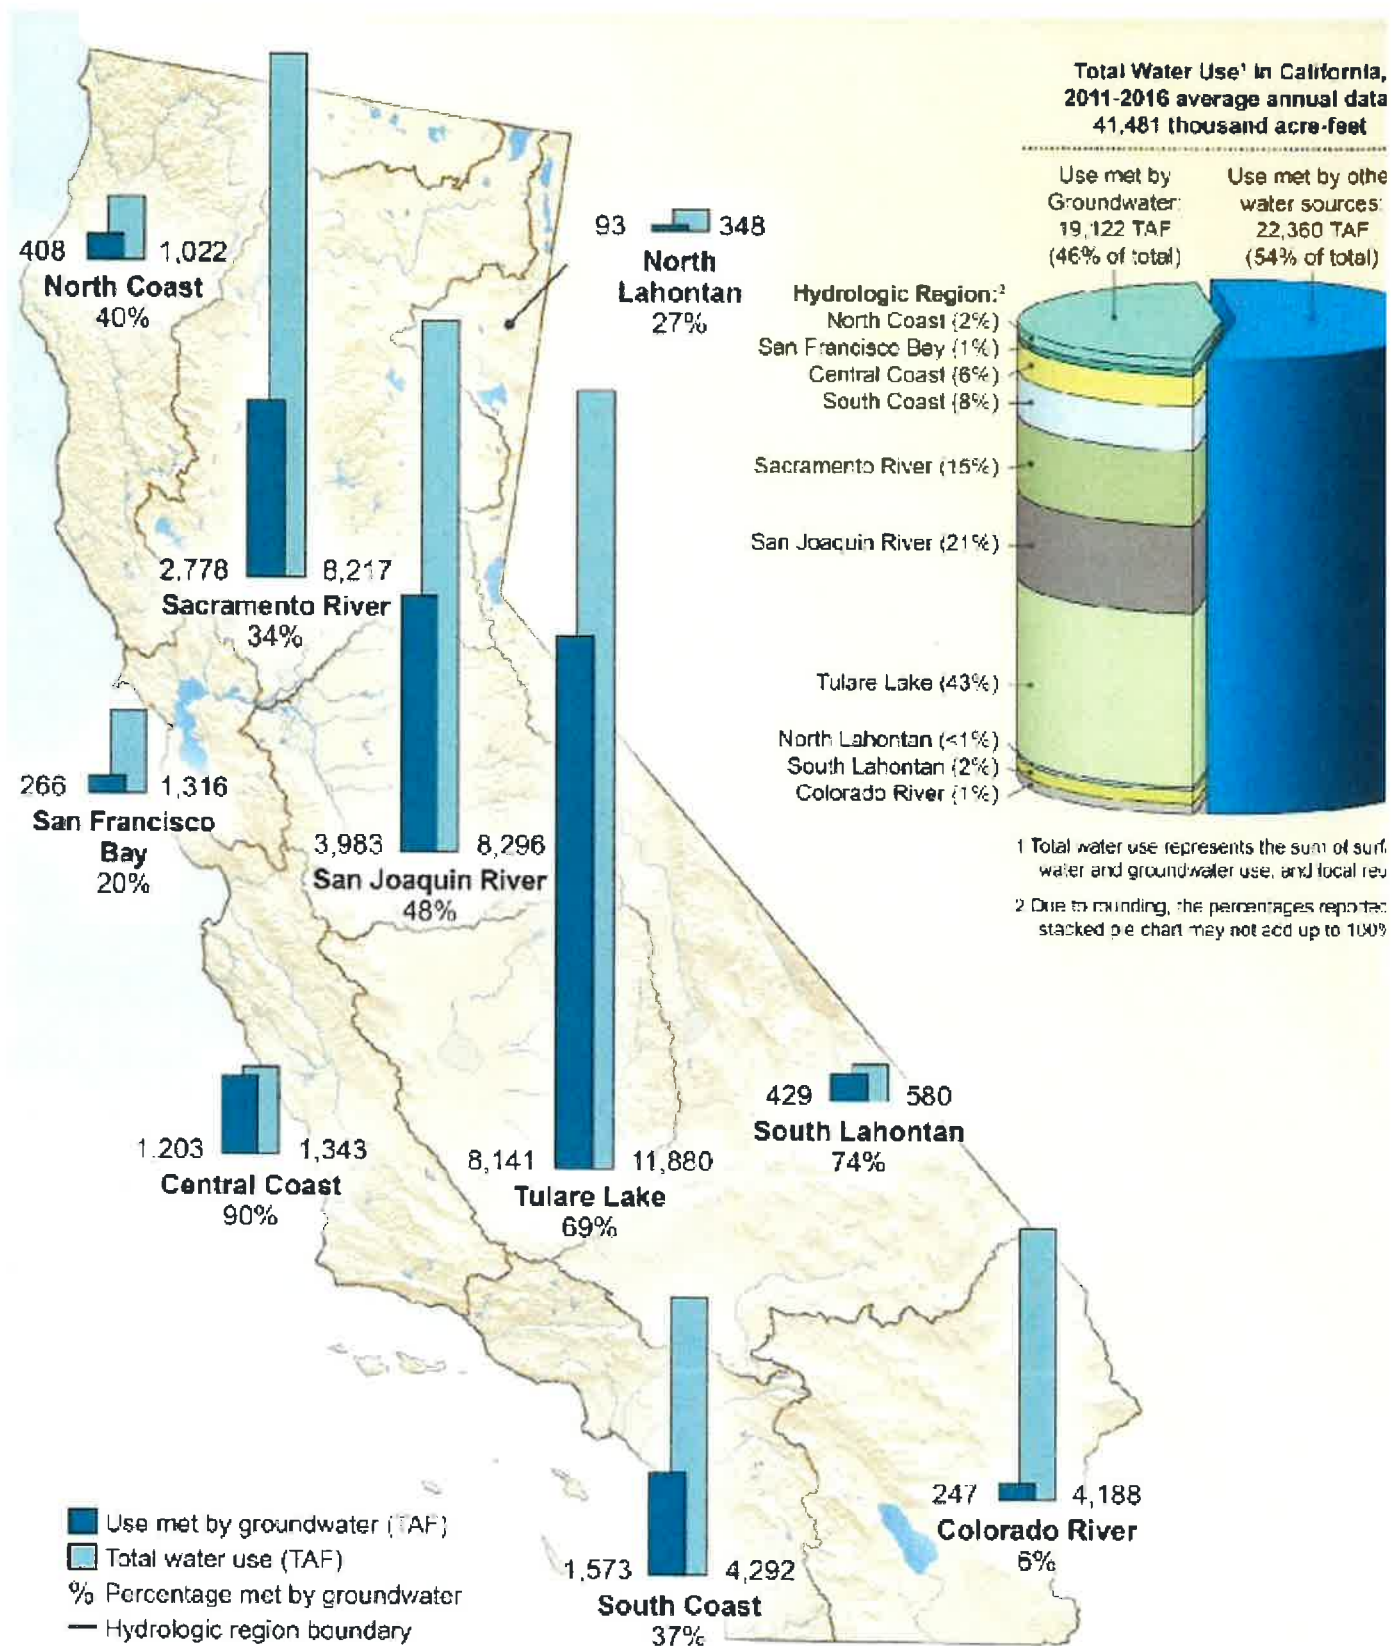 Total Water Use¹ in California,
2011-2016 average annual data
41,481 thousand acre-feet
Use met by
Groundwater:
19,122 TAF
(46% of total)
Use met by othe
water sources:
22,360 TAF
(54% of total)
Hydrologic Region:²
North Coast (2%)
San Francisco Bay (1%)
Central Coast (6%)
South Coast (8%)
Sacramento River (15%)
San Joaquin River (21%)
Tulare Lake (43%)
North Lahontan (<1%)
South Lahontan (2%)
Colorado River (1%)
1 Total water use represents the sum of surf
water and groundwater use, and local reu
2 Due to rounding, the percentages reported
stacked pie chart may not add up to 100%
408 1,022
North Coast
40%
93 348
North
Lahontan
27%
2,778 8,217
Sacramento River
34%
266 1,316
San Francisco
Bay
20%
3,983 8,296
San Joaquin River
48%
1,203 1,343
Central Coast
90%
8,141 11,880
Tulare Lake
69%
429 580
South Lahontan
74%
247 4,188
Colorado River
6%
1,573 4,292
South Coast
37%
Use met by groundwater (TAF)
Total water use (TAF)
% Percentage met by groundwater
Hydrologic region boundary